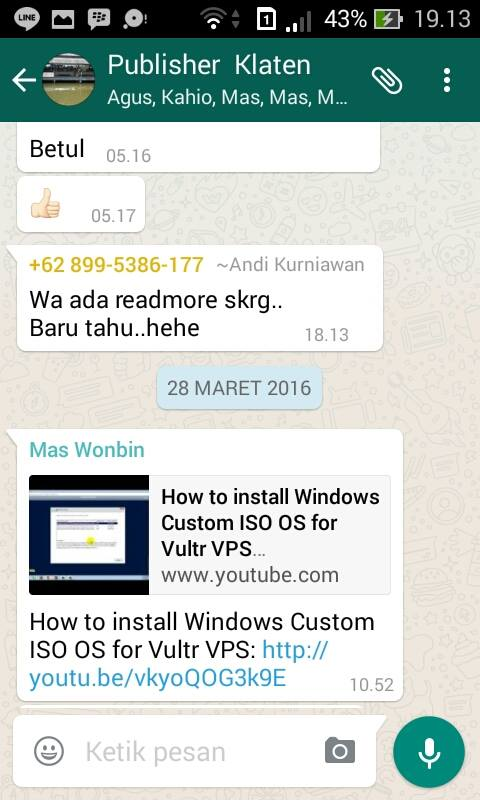 LINE 1 43% 19.13
Publisher Klaten
Agus, Kahio, Mas, Mas, M...
Betul 05.16
05.17
+62 899-5386-177 ~Andi Kurniawan
Wa ada readmore skrg..
Baru tahu..hehe 18.13
28 MARET 2016
Mas Wonbin
How to install Windows
Custom ISO OS for
Vultr VPS...
www.youtube.com
How to install Windows Custom
ISO OS for Vultr VPS: http://
youtu.be/vkyoQOG3k9E 10.52
Ketik pesan